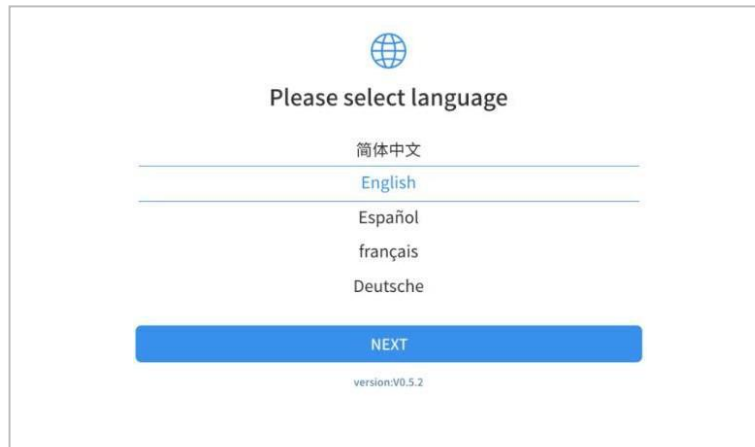 Please select language
简体中文
English
Español
français
Deutsche
NEXT
version:V0.5.2